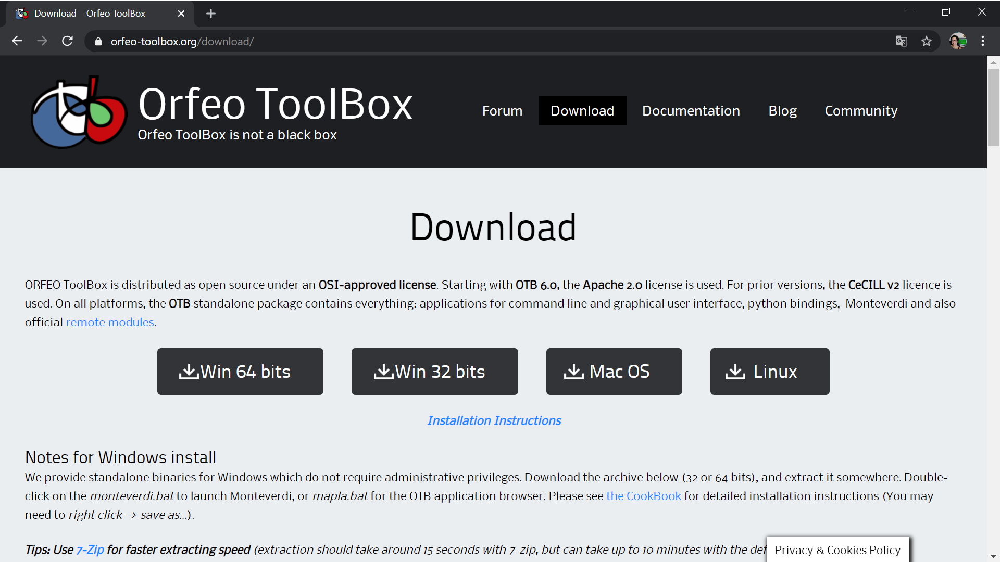 Download – Orfeo ToolBox
orfeo-toolbox.org/download/
Orfeo ToolBox
Orfeo ToolBox is not a black box
Forum Download Documentation Blog Community
Download
ORFEO ToolBox is distributed as open source under an OSI-approved license. Starting with OTB 6.0, the Apache 2.0 license is used. For prior versions, the CeCILL v2 licence is
used. On all platforms, the OTB standalone package contains everything: applications for command line and graphical user interface, python bindings, Monteverdi and also
official remote modules.
Win 64 bits Win 32 bits Mac OS Linux
Installation Instructions
Notes for Windows install
We provide standalone binaries for Windows which do not require administrative privileges. Download the archive below (32 or 64 bits), and extract it somewhere. Double-
click on the monteverdi.bat to launch Monteverdi, or mapla.bat for the OTB application browser. Please see the CookBook for detailed installation instructions (You may
need to right click -> save as...).
Tips: Use 7-Zip for faster extracting speed (extraction should take around 15 seconds with 7-zip, but can take up to 10 minutes with the def
Privacy & Cookies Policy